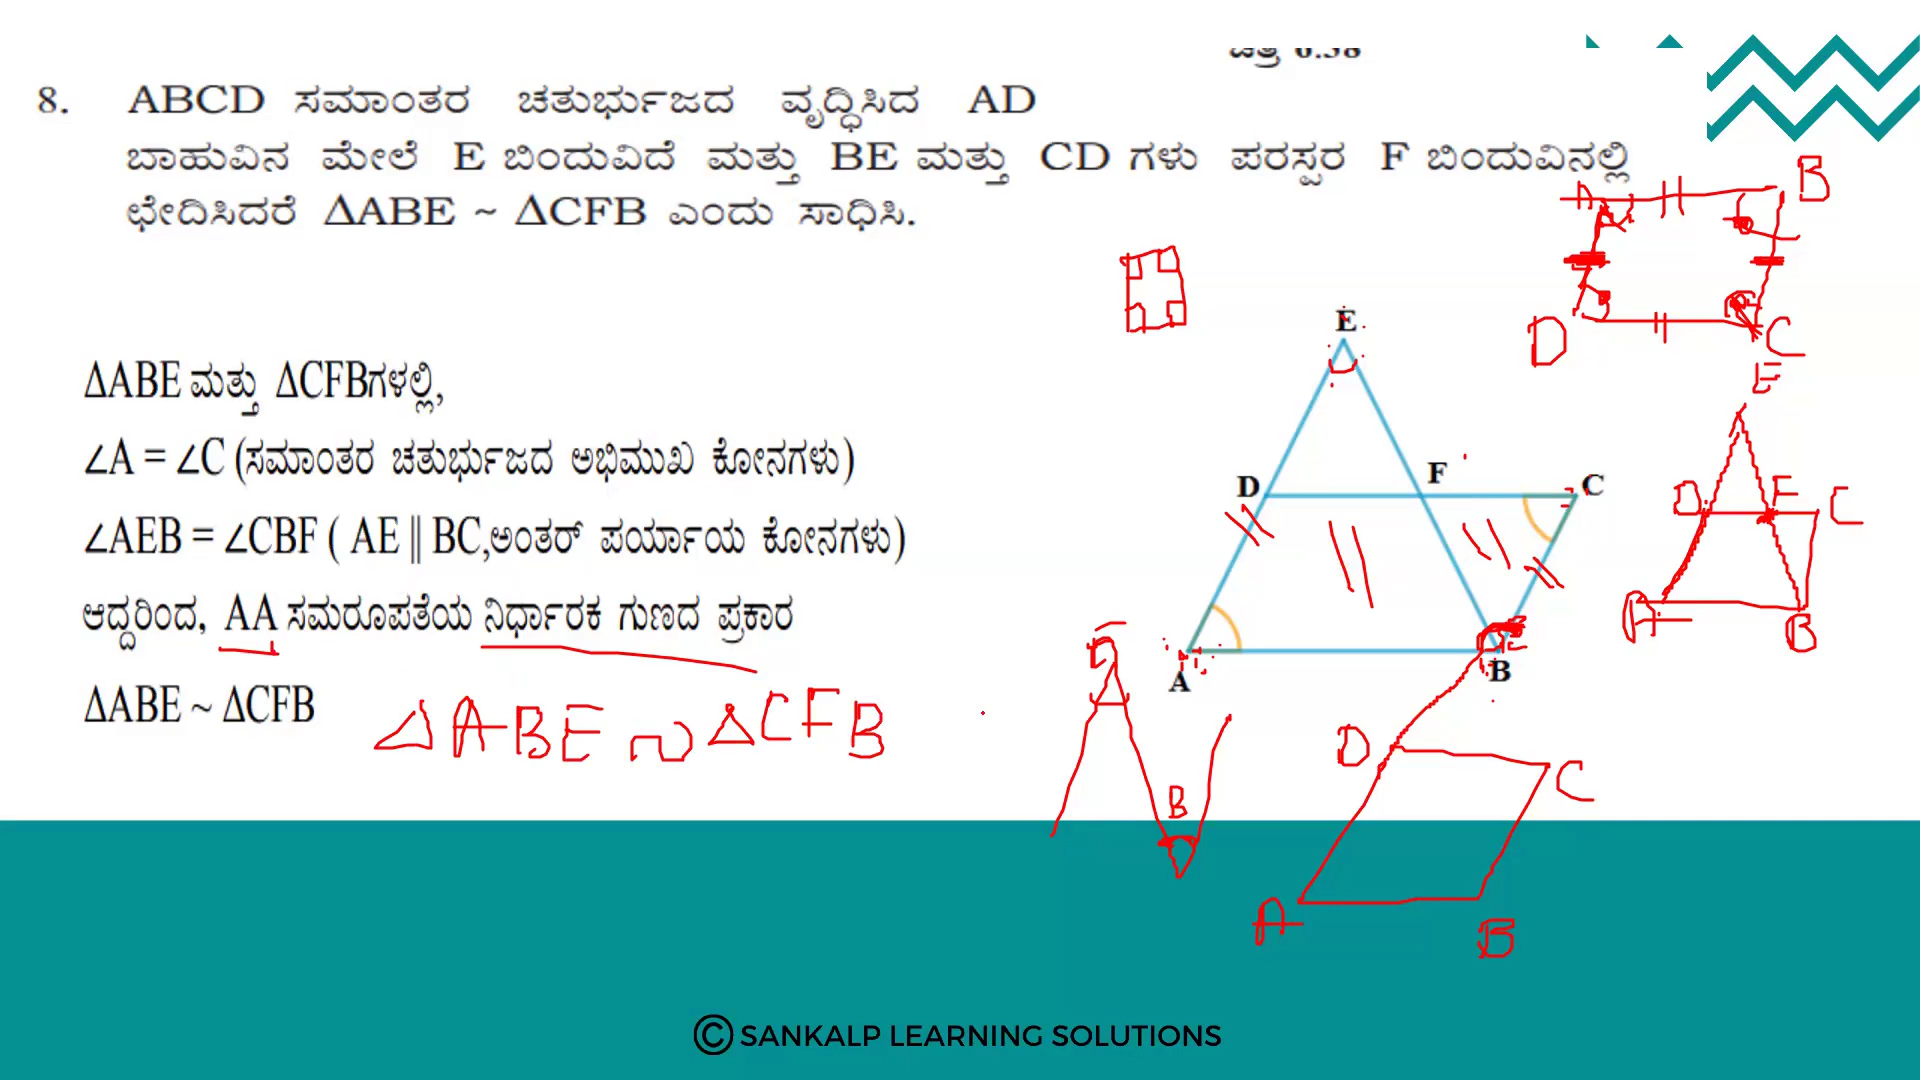 ಚಿತ್ರ 6.38
8. ABCD ಸಮಾಂತರ ಚತುರ್ಭುಜದ ವೃದ್ಧಿಸಿದ AD
ಬಾಹುವಿನ ಮೇಲೆ E ಬಿಂದುವಿದೆ ಮತ್ತು BE ಮತ್ತು CD ಗಳು ಪರಸ್ಪರ F ಬಿಂದುವಿನಲ್ಲಿ
ಛೇದಿಸಿದರೆ ΔABE ~ ΔCFB ಎಂದು ಸಾಧಿಸಿ.
ΔABE ಮತ್ತು ΔCFBಗಳಲ್ಲಿ,
∠A = ∠C (ಸಮಾಂತರ ಚತುರ್ಭುಜದ ಅಭಿಮುಖ ಕೋನಗಳು)
∠AEB = ∠CBF ( AE || BC,ಅಂತರ್ ಪರ್ಯಾಯ ಕೋನಗಳು)
ಆದ್ದರಿಂದ, AA ಸಮರೂಪತೆಯ ನಿರ್ಧಾರಕ ಗುಣದ ಪ್ರಕಾರ
ΔABE ~ ΔCFB
ΔABE ~ ΔCFB
E
D F C
A B
B
D C
E
D F C
A B
E
B
D C
A B
© SANKALP LEARNING SOLUTIONS